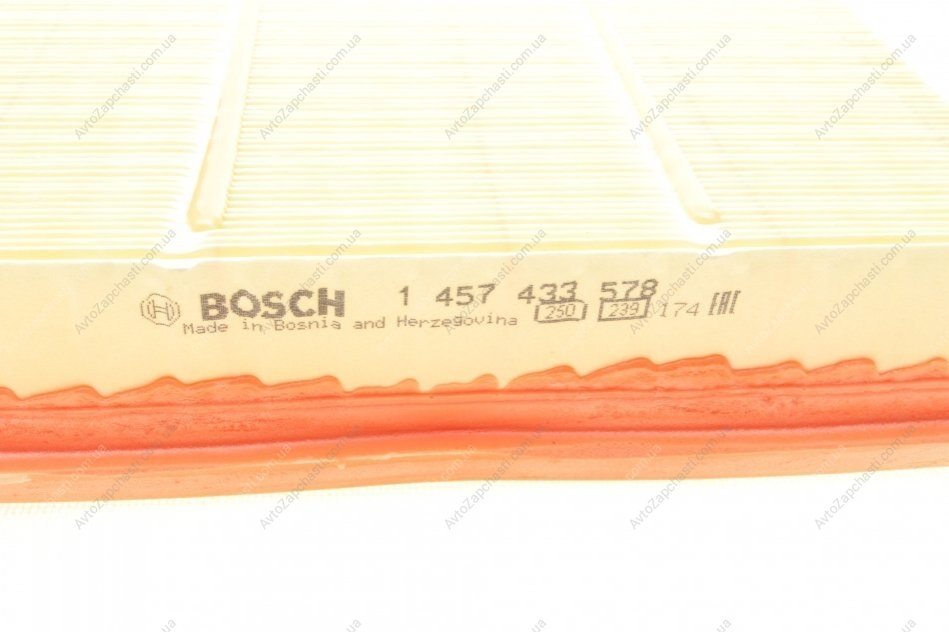 BOSCH 1 457 433 578
Made in Bosnia and Herzegovina 250 239 174 EAC
AvtoZapchasti.com.ua